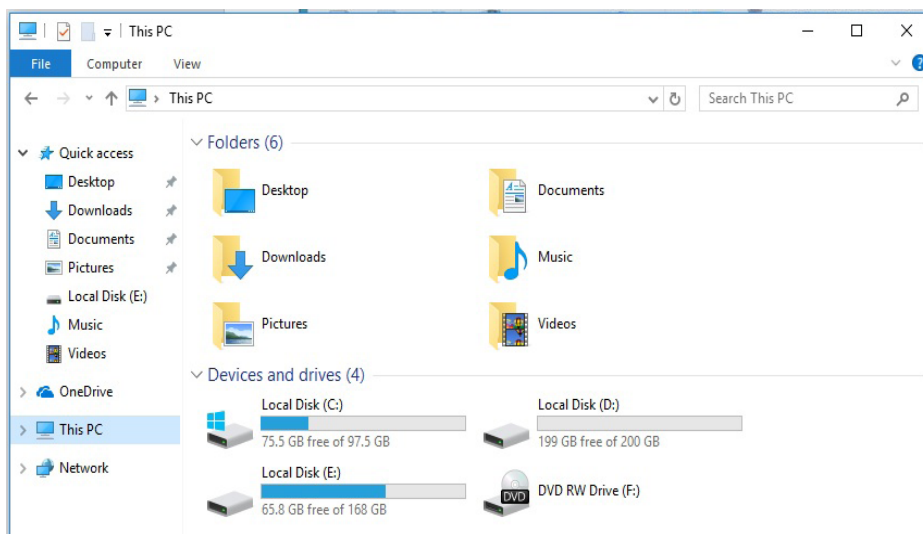 This PC
File Computer View
This PC
Search This PC
Quick access
Desktop
Downloads
Documents
Pictures
Local Disk (E:)
Music
Videos
OneDrive
This PC
Network
Folders (6)
Desktop
Documents
Downloads
Music
Pictures
Videos
Devices and drives (4)
Local Disk (C:)
75.5 GB free of 97.5 GB
Local Disk (D:)
199 GB free of 200 GB
Local Disk (E:)
65.8 GB free of 168 GB
DVD
DVD RW Drive (F:)